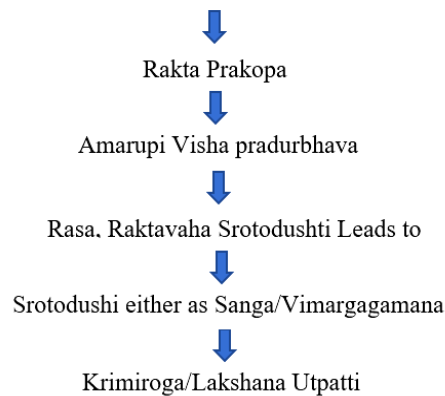 Rakta Prakopa
Amarupi Visha pradurbhava
Rasa, Raktavaha Srotodushti Leads to
Srotodushi either as Sanga/Vimargagamana
Krimiroga/Lakshana Utpatti